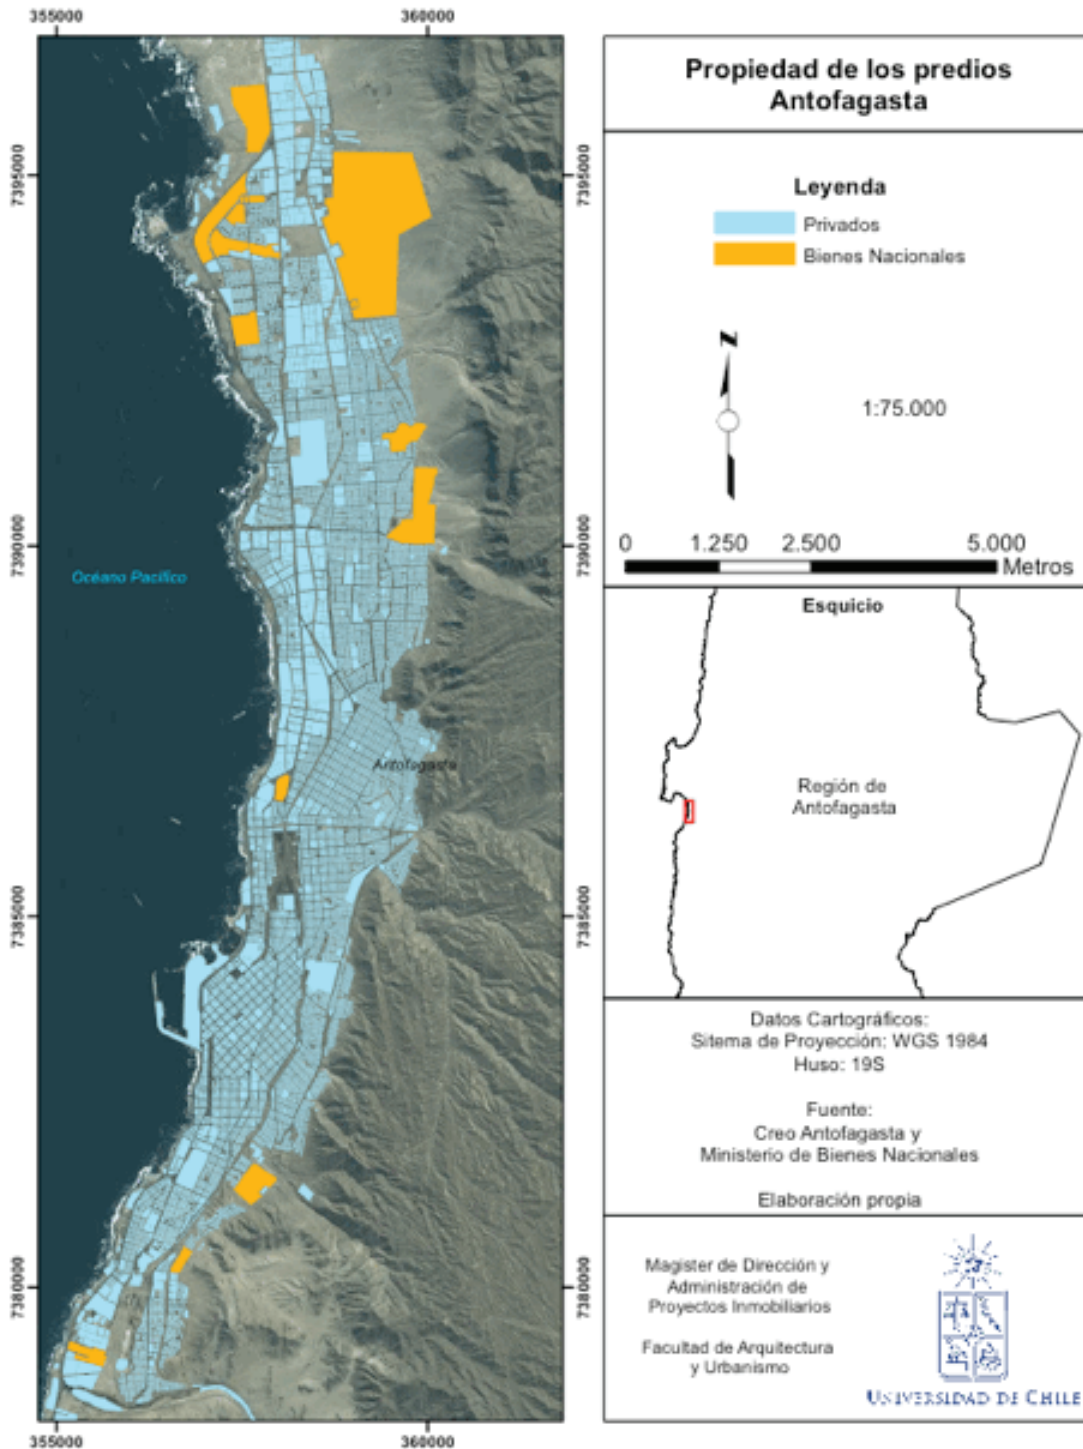 355000
360000
7395000
7395000
7390000
7390000
7385000
7385000
7380000
7380000
Océano Pacífico
Antofagasta
355000
360000
Propiedad de los predios
Antofagasta
Leyenda
Privados
Bienes Nacionales
N
1:75.000
0 1.250 2.500 5.000
Metros
Esquicio
Región de
Antofagasta
Datos Cartográficos:
Sitema de Proyección: WGS 1984
Huso: 19S
Fuente:
Creo Antofagasta y
Ministerio de Bienes Nacionales
Elaboración propia
Magister de Dirección y
Administración de
Proyectos Inmobiliarios
Facultad de Arquitectura
y Urbanismo
UNIVERSIDAD DE CHILE